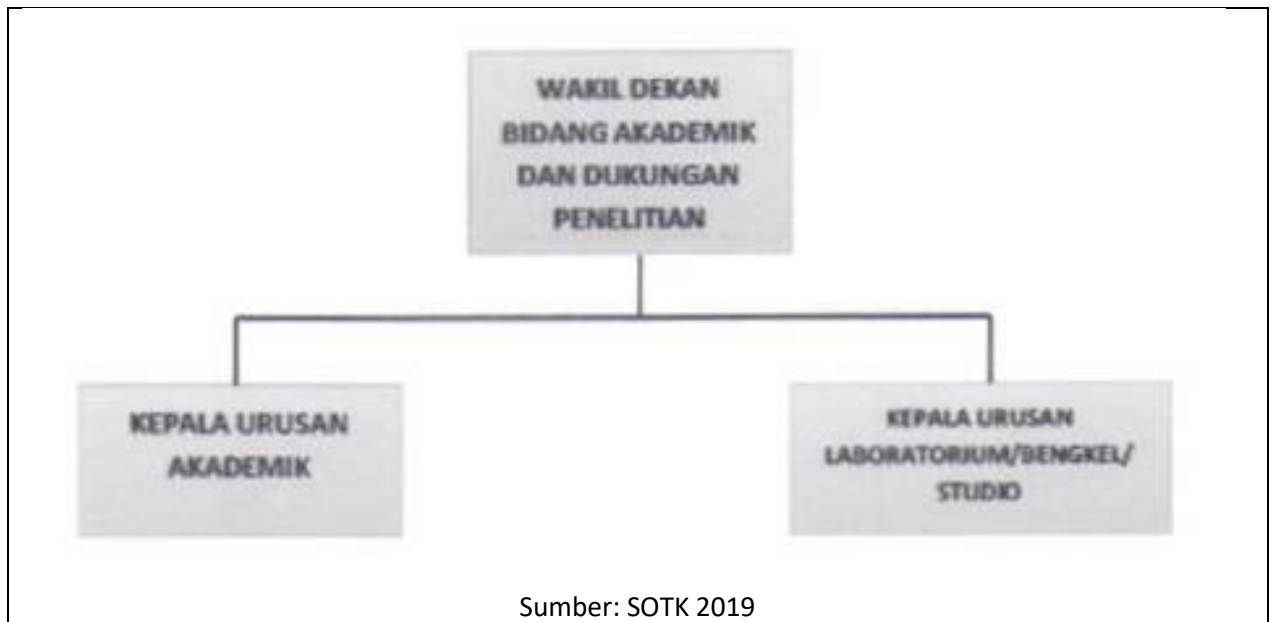 WAKIL DEKAN
BIDANG AKADEMIK
DAN DUKUNGAN
PENELITIAN
KEPALA URUSAN
AKADEMIK
KEPALA URUSAN
LABORATORIUM/BENGKEL/
STUDIO
Sumber: SOTK 2019